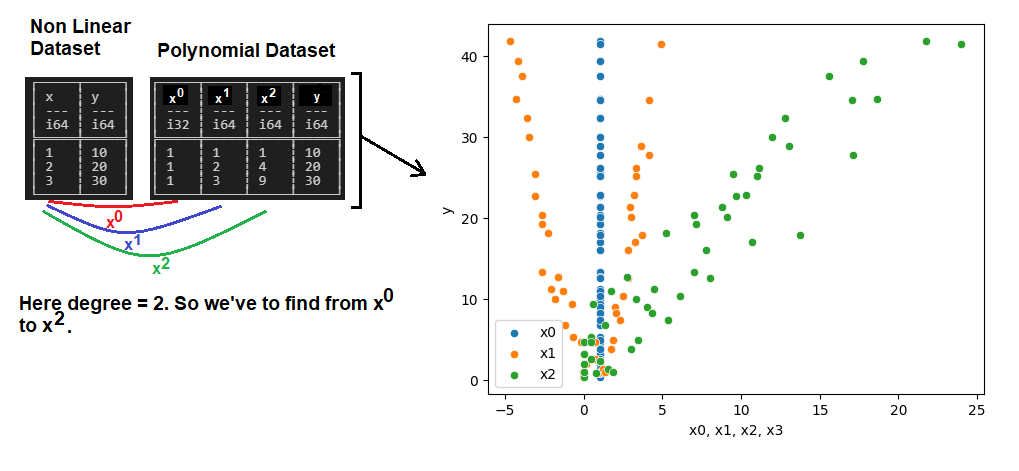 Non Linear
Dataset
Polynomial Dataset
x y
--- ---
i64 i64
1 10
2 20
3 30
x0 x1 x2 y
--- --- --- ---
i32 i64 i64 i64
1 1 1 10
1 2 4 20
1 3 9 30
x0
x1
x2
Here degree = 2. So we've to find from x0
to x2.
40
30
20
10
0
y
x0
x1
x2
−5 0 5 10 15 20 25
x0, x1, x2, x3